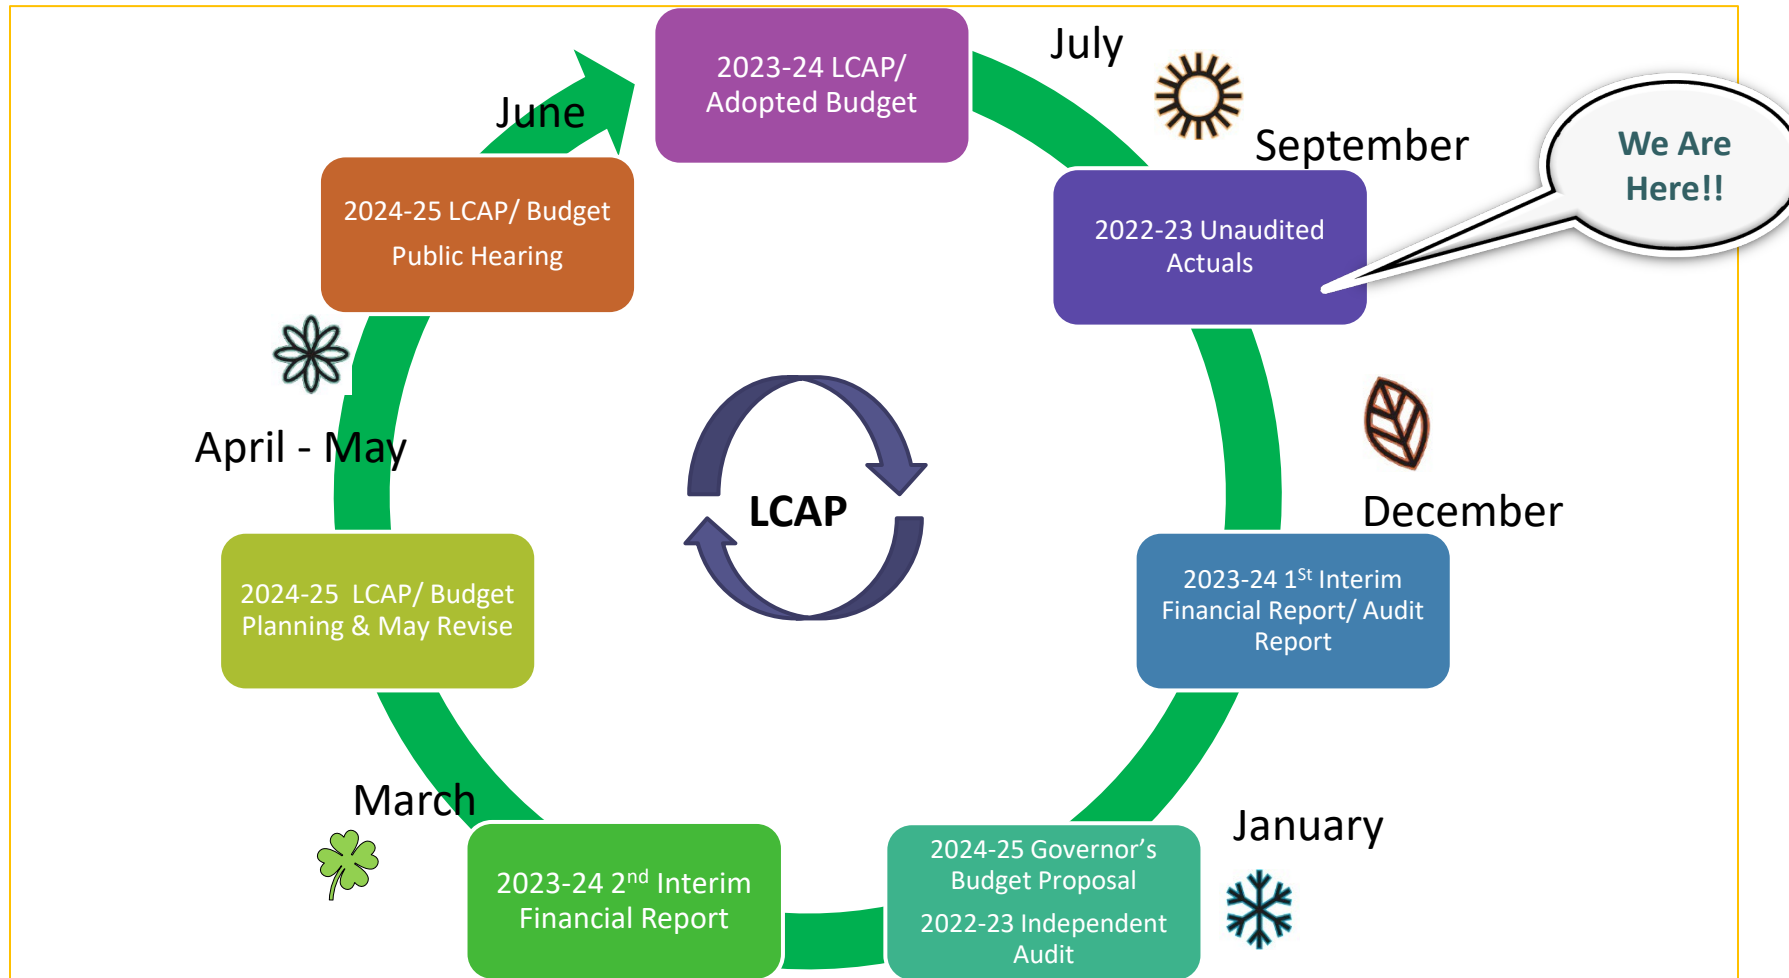 2023-24 LCAP/
Adopted Budget
July
September
We Are
Here!!
2022-23 Unaudited
Actuals
December
2023-24 1St Interim
Financial Report/ Audit
Report
January
2024-25 Governor’s
Budget Proposal
2022-23 Independent
Audit
2023-24 2nd Interim
Financial Report
March
2024-25 LCAP/ Budget
Planning & May Revise
April - May
2024-25 LCAP/ Budget
Public Hearing
June
LCAP